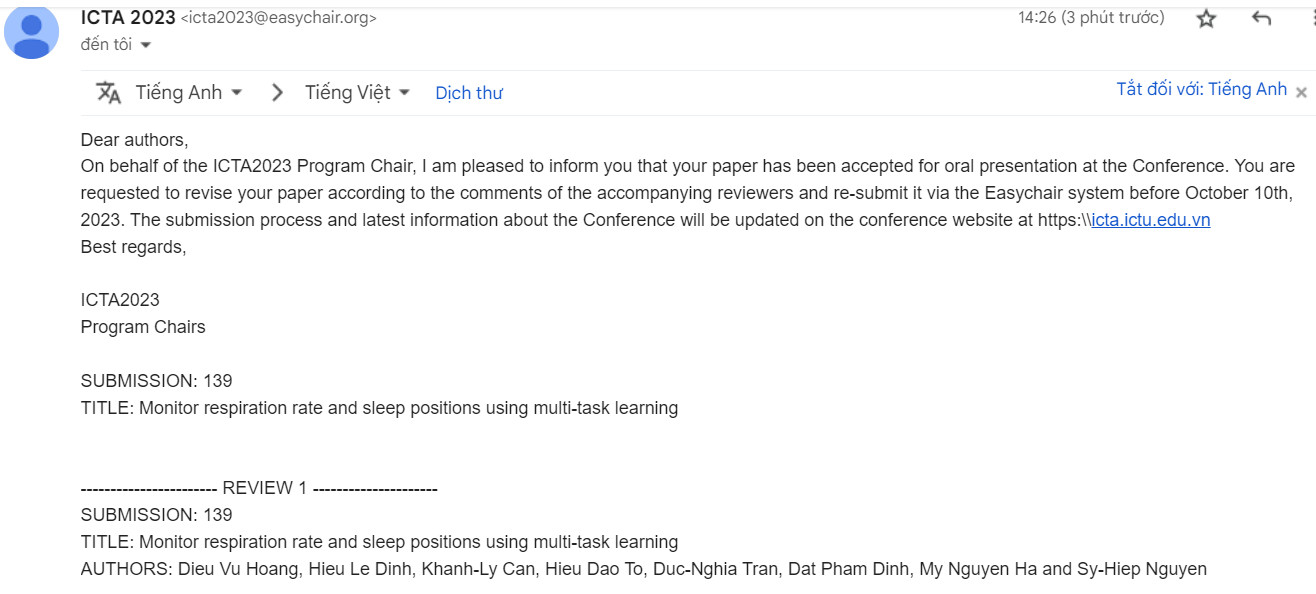 ICTA 2023 <icta2023@easychair.org>
14:26 (3 phút trước)
đến tôi
Tiếng Anh > Tiếng Việt Dịch thư
Tắt đối với: Tiếng Anh ×
Dear authors,
On behalf of the ICTA2023 Program Chair, I am pleased to inform you that your paper has been accepted for oral presentation at the Conference. You are
requested to revise your paper according to the comments of the accompanying reviewers and re-submit it via the Easychair system before October 10th,
2023. The submission process and latest information about the Conference will be updated on the conference website at https:\\icta.ictu.edu.vn
Best regards,
ICTA2023
Program Chairs
SUBMISSION: 139
TITLE: Monitor respiration rate and sleep positions using multi-task learning
----------------------- REVIEW 1 ---------------------
SUBMISSION: 139
TITLE: Monitor respiration rate and sleep positions using multi-task learning
AUTHORS: Dieu Vu Hoang, Hieu Le Dinh, Khanh-Ly Can, Hieu Dao To, Duc-Nghia Tran, Dat Pham Dinh, My Nguyen Ha and Sy-Hiep Nguyen